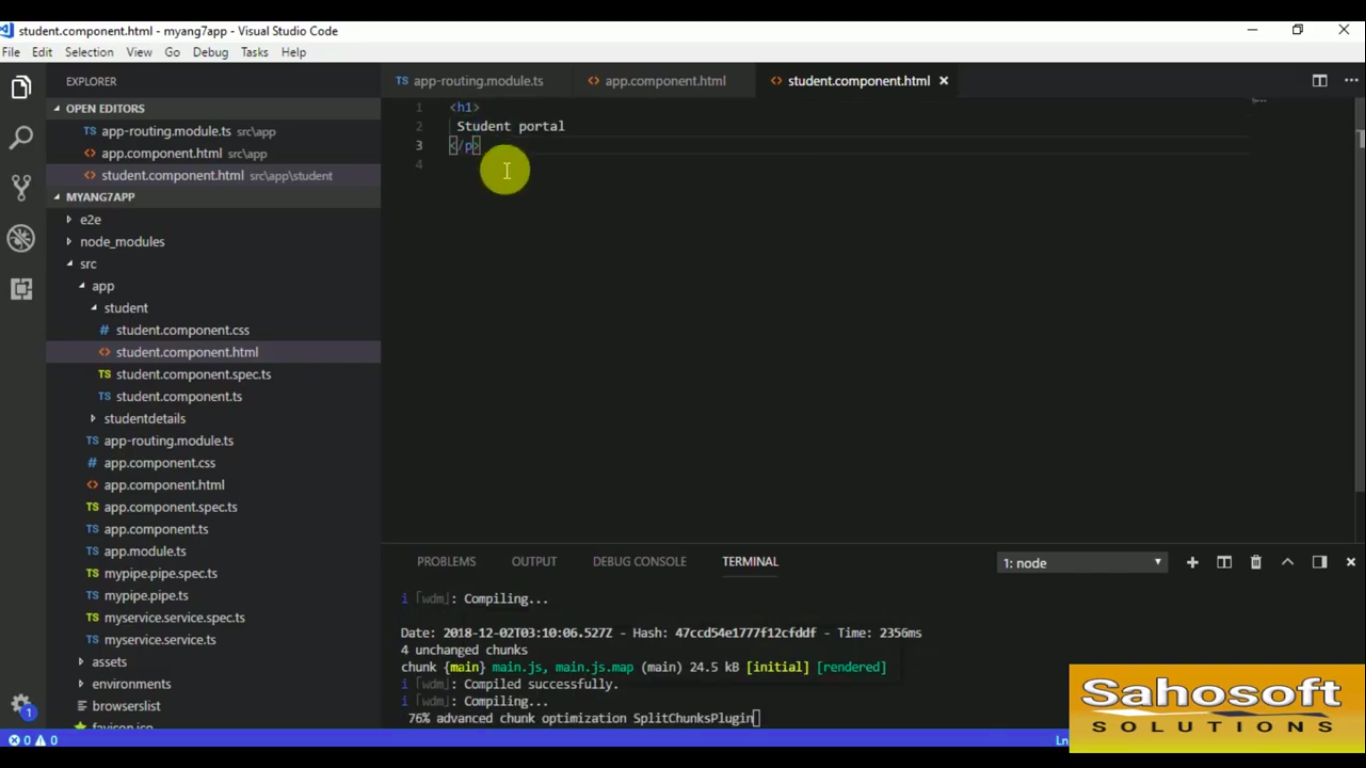 student.component.html - myang7app - Visual Studio Code
File Edit Selection View Go Debug Tasks Help
EXPLORER
OPEN EDITORS
TS app-routing.module.ts src\app
<> app.component.html src\app
<> student.component.html src\app\student
MYANG7APP
e2e
node_modules
src
app
student
# student.component.css
<> student.component.html
TS student.component.spec.ts
TS student.component.ts
studentdetails
TS app-routing.module.ts
# app.component.css
<> app.component.html
TS app.component.spec.ts
TS app.component.ts
TS app.module.ts
TS mypipe.pipe.spec.ts
TS mypipe.pipe.ts
TS myservice.service.spec.ts
TS myservice.service.ts
assets
environments
browserslist
favicon.ico
1
0 0
TS app-routing.module.ts <> app.component.html <> student.component.html
1 <h1>
2 Student portal
3 </p>
4
PROBLEMS OUTPUT DEBUG CONSOLE TERMINAL 1: node
i ｢wdm｣: Compiling...
Date: 2018-12-02T03:10:06.527Z - Hash: 47ccd54e1777f12cfddf - Time: 2356ms
4 unchanged chunks
chunk {main} main.js, main.js.map (main) 24.5 kB [initial] [rendered]
i ｢wdm｣: Compiled successfully.
i ｢wdm｣: Compiling...
76% advanced chunk optimization SplitChunksPlugin
Ln
Sahosoft
SOLUTIONS